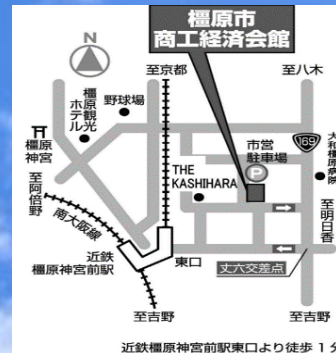 橿原市
商工経済会館
N
至京都
至八木
野球場
橿原観光
ホテル
橿原
神宮
市営
駐車場
P
169
大和橿原病院
THE
KASHIHARA
至阿倍野
南大阪線
至明日香
近鉄
橿原神宮前駅
東口
丈六交差点
至吉野
至吉野
近鉄橿原神宮前駅東口より徒歩 1 分